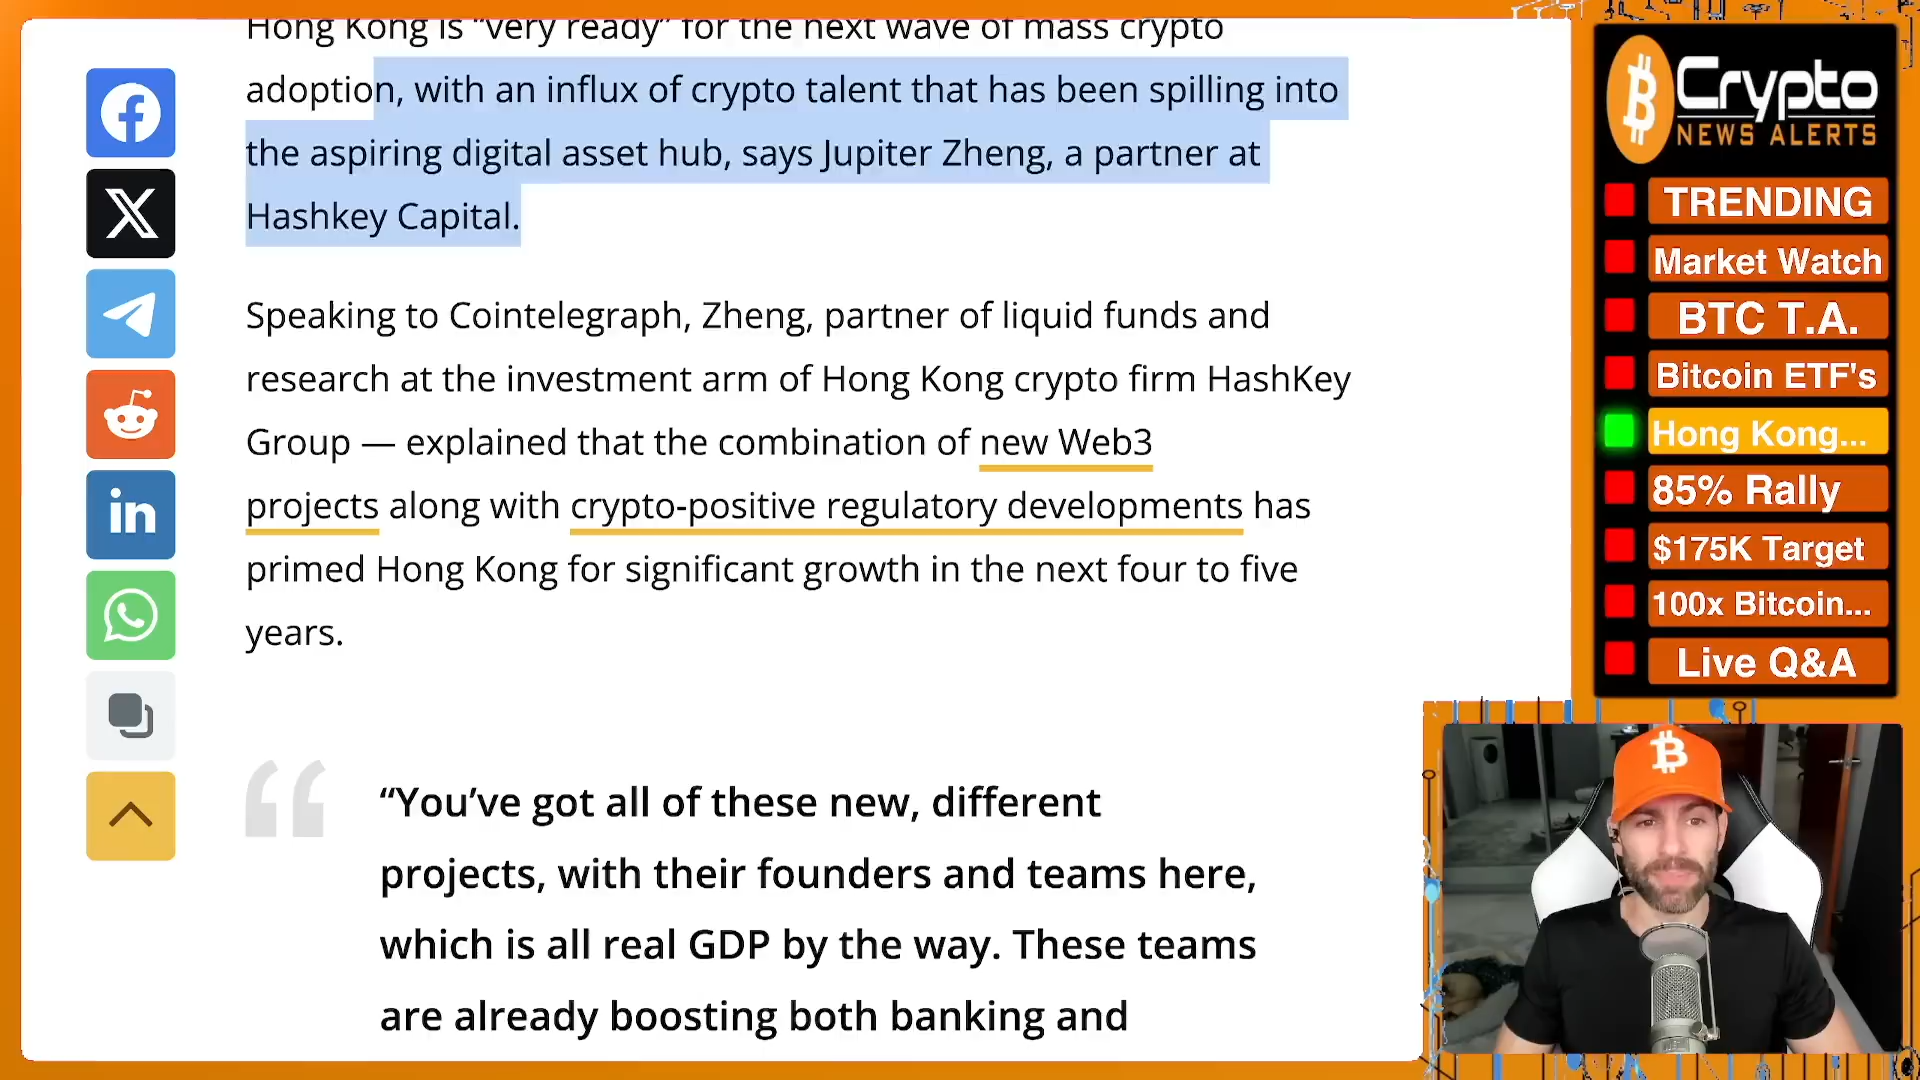 Hong Kong is “very ready” for the next wave of mass crypto
adoption, with an influx of crypto talent that has been spilling into
the aspiring digital asset hub, says Jupiter Zheng, a partner at
Hashkey Capital.
Speaking to Cointelegraph, Zheng, partner of liquid funds and
research at the investment arm of Hong Kong crypto firm HashKey
Group — explained that the combination of new Web3
projects along with crypto-positive regulatory developments has
primed Hong Kong for significant growth in the next four to five
years.
“You’ve got all of these new, different
projects, with their founders and teams here,
which is all real GDP by the way. These teams
are already boosting both banking and
Crypto
NEWS ALERTS
TRENDING
Market Watch
BTC T.A.
Bitcoin ETF's
Hong Kong...
85% Rally
$175K Target
100x Bitcoin...
Live Q&A